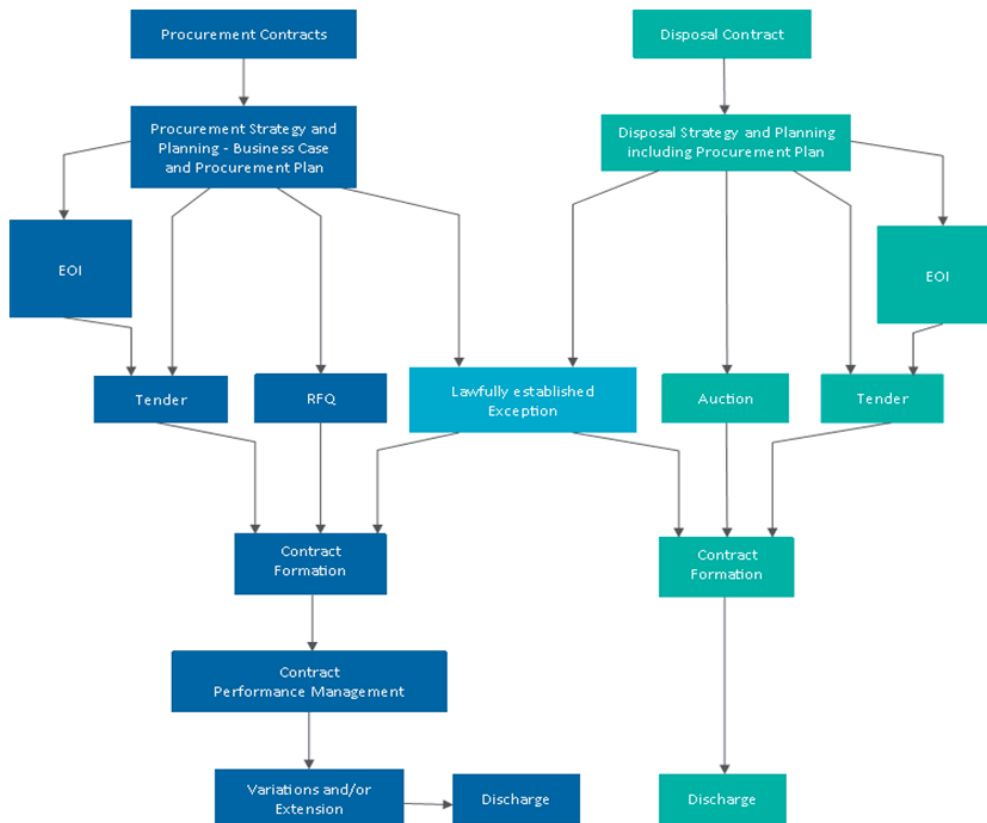 Procurement Contracts
Disposal Contract
Procurement Strategy and
Planning - Business Case
and Procurement Plan
Disposal Strategy and Planning
including Procurement Plan
EOI
EOI
Tender
RFQ
Lawfully established
Exception
Auction
Tender
Contract
Formation
Contract
Formation
Contract
Performance Management
Variations and/or
Extension
Discharge
Discharge